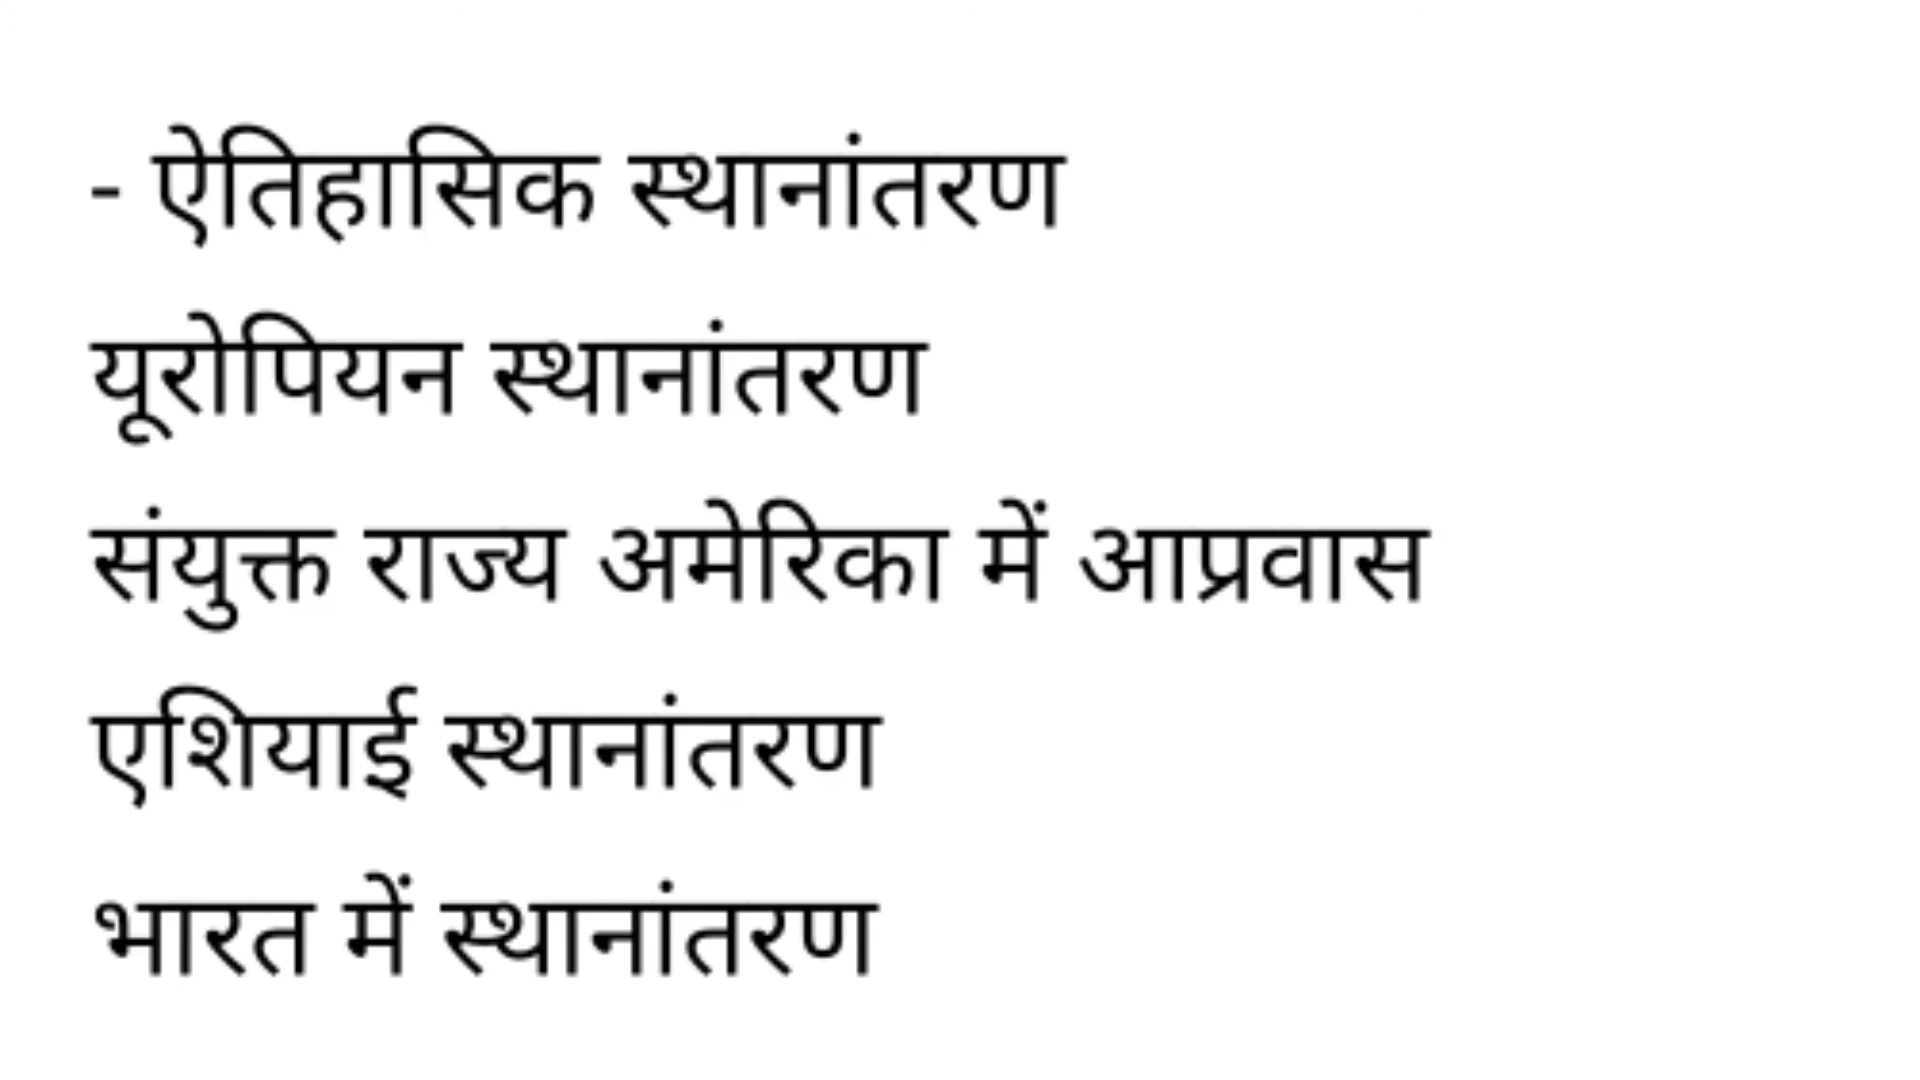 - ऐतिहासिक स्थानांतरण
यूरोपियन स्थानांतरण
संयुक्त राज्य अमेरिका में आप्रवास
एशियाई स्थानांतरण
भारत में स्थानांतरण